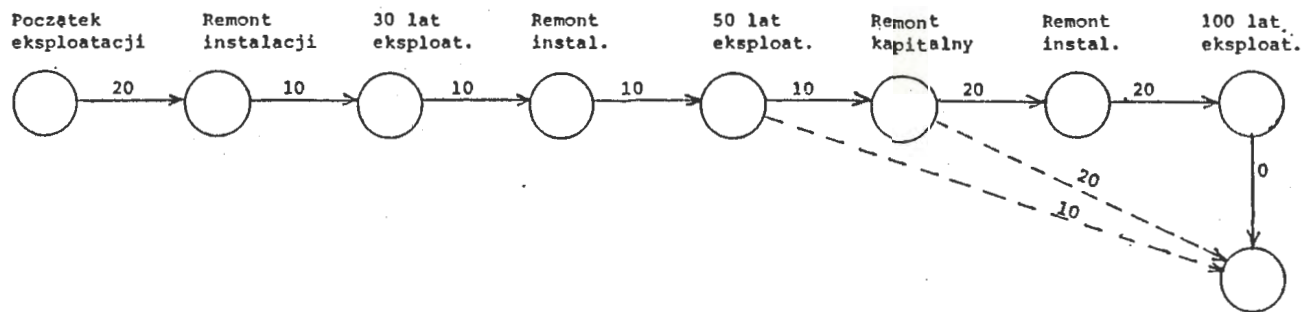 Początek
eksploatacji
Remont
instalacji
30 lat
eksploat.
Remont
instal.
50 lat
eksploat.
Remont
kapitalny
Remont
instal.
100 lat
eksploat.
20
10
10
10
10
20
20
0
20
10